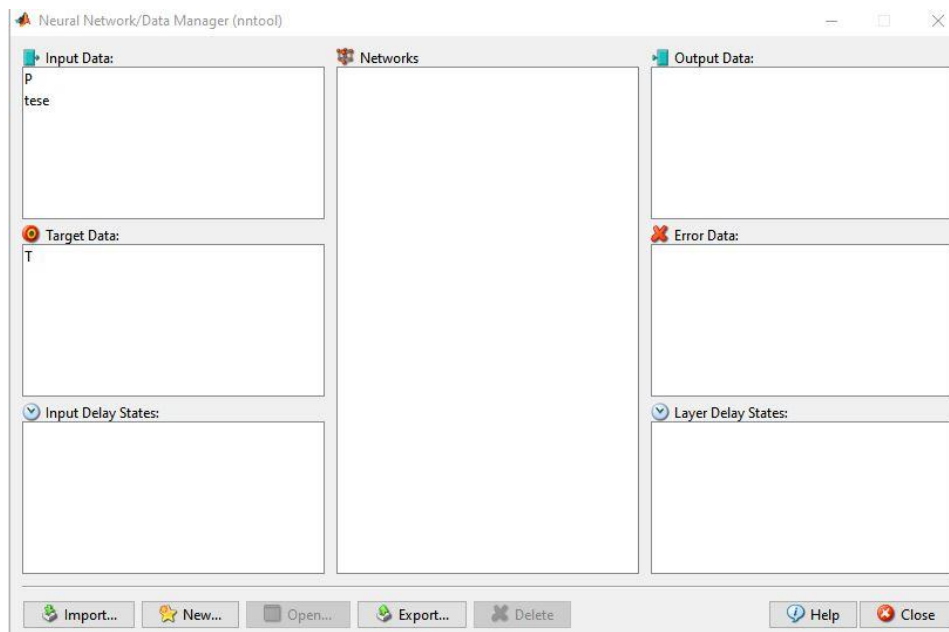 Neural Network/Data Manager (nntool)
Input Data:
P
tese
Networks
Output Data:
Target Data:
T
Error Data:
Input Delay States:
Layer Delay States:
Import...
New...
Open...
Export...
Delete
Help
Close